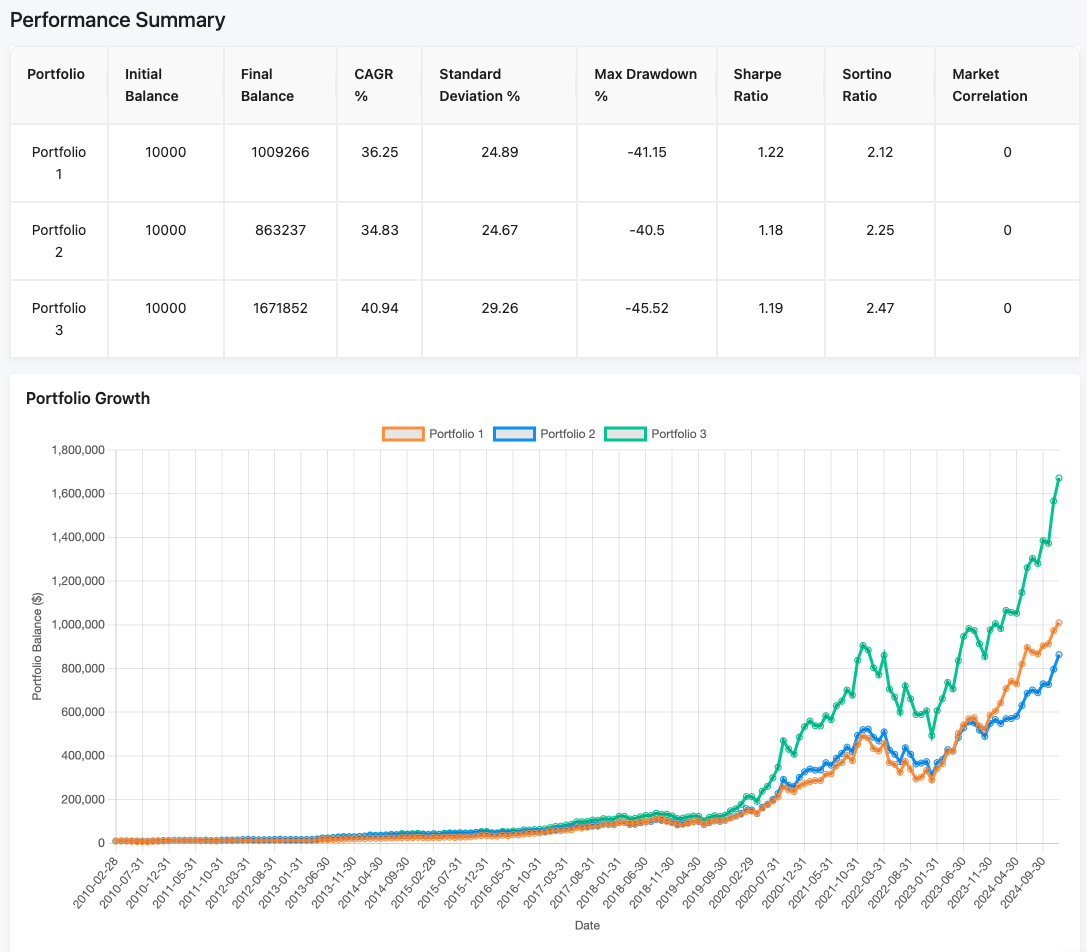 Performance Summary
Portfolio Initial Balance Final Balance CAGR % Standard Deviation % Max Drawdown % Sharpe Ratio Sortino Ratio Market Correlation
Portfolio 1 10000 1009266 36.25 24.89 -41.15 1.22 2.12 0
Portfolio 2 10000 863237 34.83 24.67 -40.5 1.18 2.25 0
Portfolio 3 10000 1671852 40.94 29.26 -45.52 1.19 2.47 0
Portfolio Growth
Portfolio 1 Portfolio 2 Portfolio 3
Portfolio Balance ($)
1,800,000
1,600,000
1,400,000
1,200,000
1,000,000
800,000
600,000
400,000
200,000
0
2010-02-28 2010-07-31 2010-12-31 2011-05-31 2011-10-31 2012-03-31 2012-08-31 2013-01-31 2013-06-30 2013-11-30 2014-04-30 2014-09-30 2015-02-28 2015-07-31 2015-12-31 2016-05-31 2016-10-31 2017-03-31 2017-08-31 2018-01-31 2018-06-30 2018-11-30 2019-04-30 2019-09-30 2020-02-29 2020-07-31 2020-12-31 2021-05-31 2021-10-31 2022-03-31 2022-08-31 2023-01-31 2023-06-30 2023-11-30 2024-04-30 2024-09-30
Date